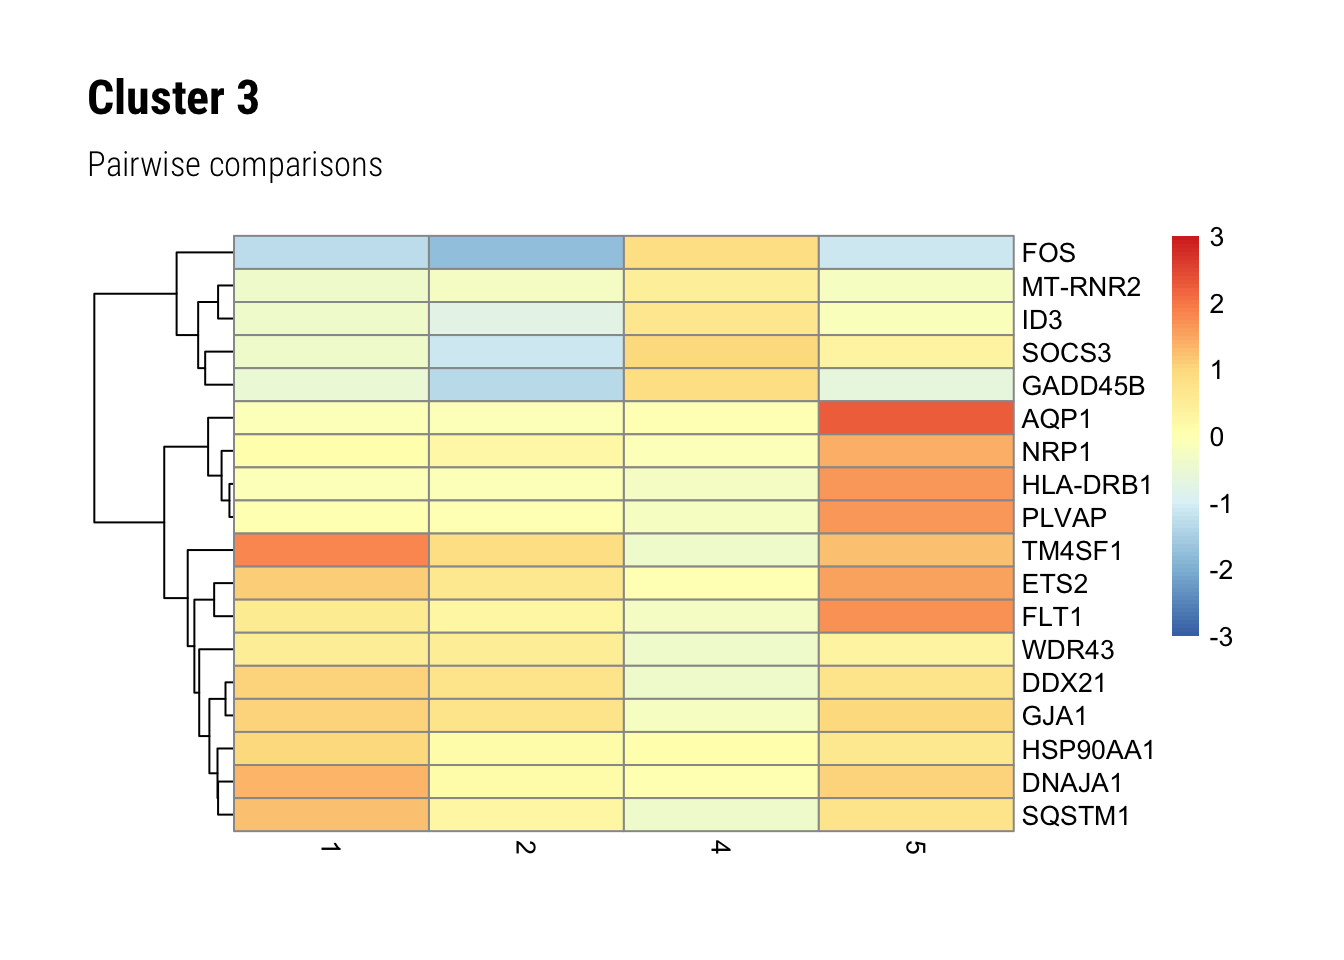 Cluster 3
Pairwise comparisons
FOS
MT-RNR2
ID3
SOCS3
GADD45B
AQP1
NRP1
HLA-DRB1
PLVAP
TM4SF1
ETS2
FLT1
WDR43
DDX21
GJA1
HSP90AA1
DNAJA1
SQSTM1
3
2
1
0
-1
-2
-3
1
2
4
5